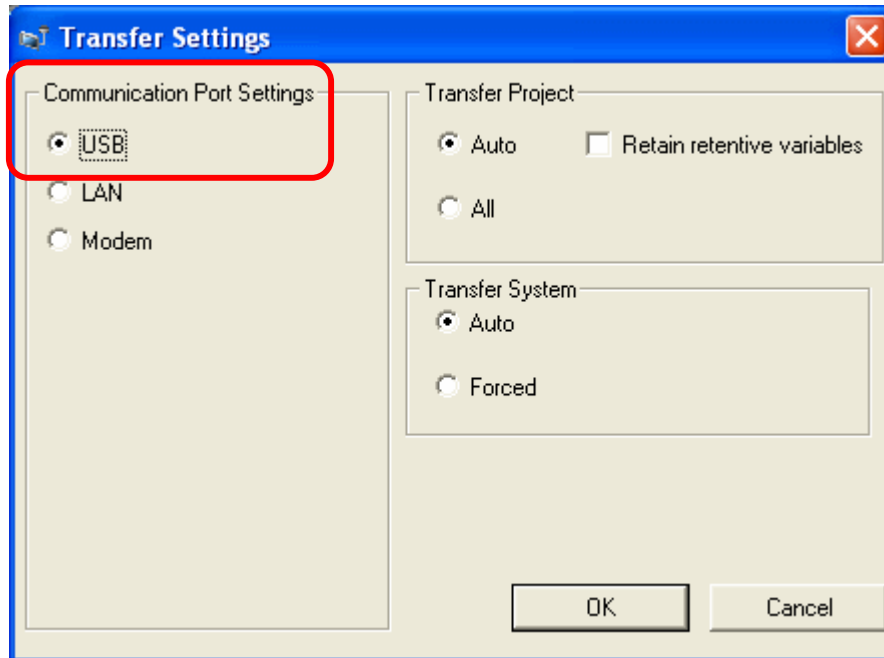 Transfer Settings
Communication Port Settings
USB
LAN
Modem
Transfer Project
Auto
Retain retentive variables
All
Transfer System
Auto
Forced
OK
Cancel